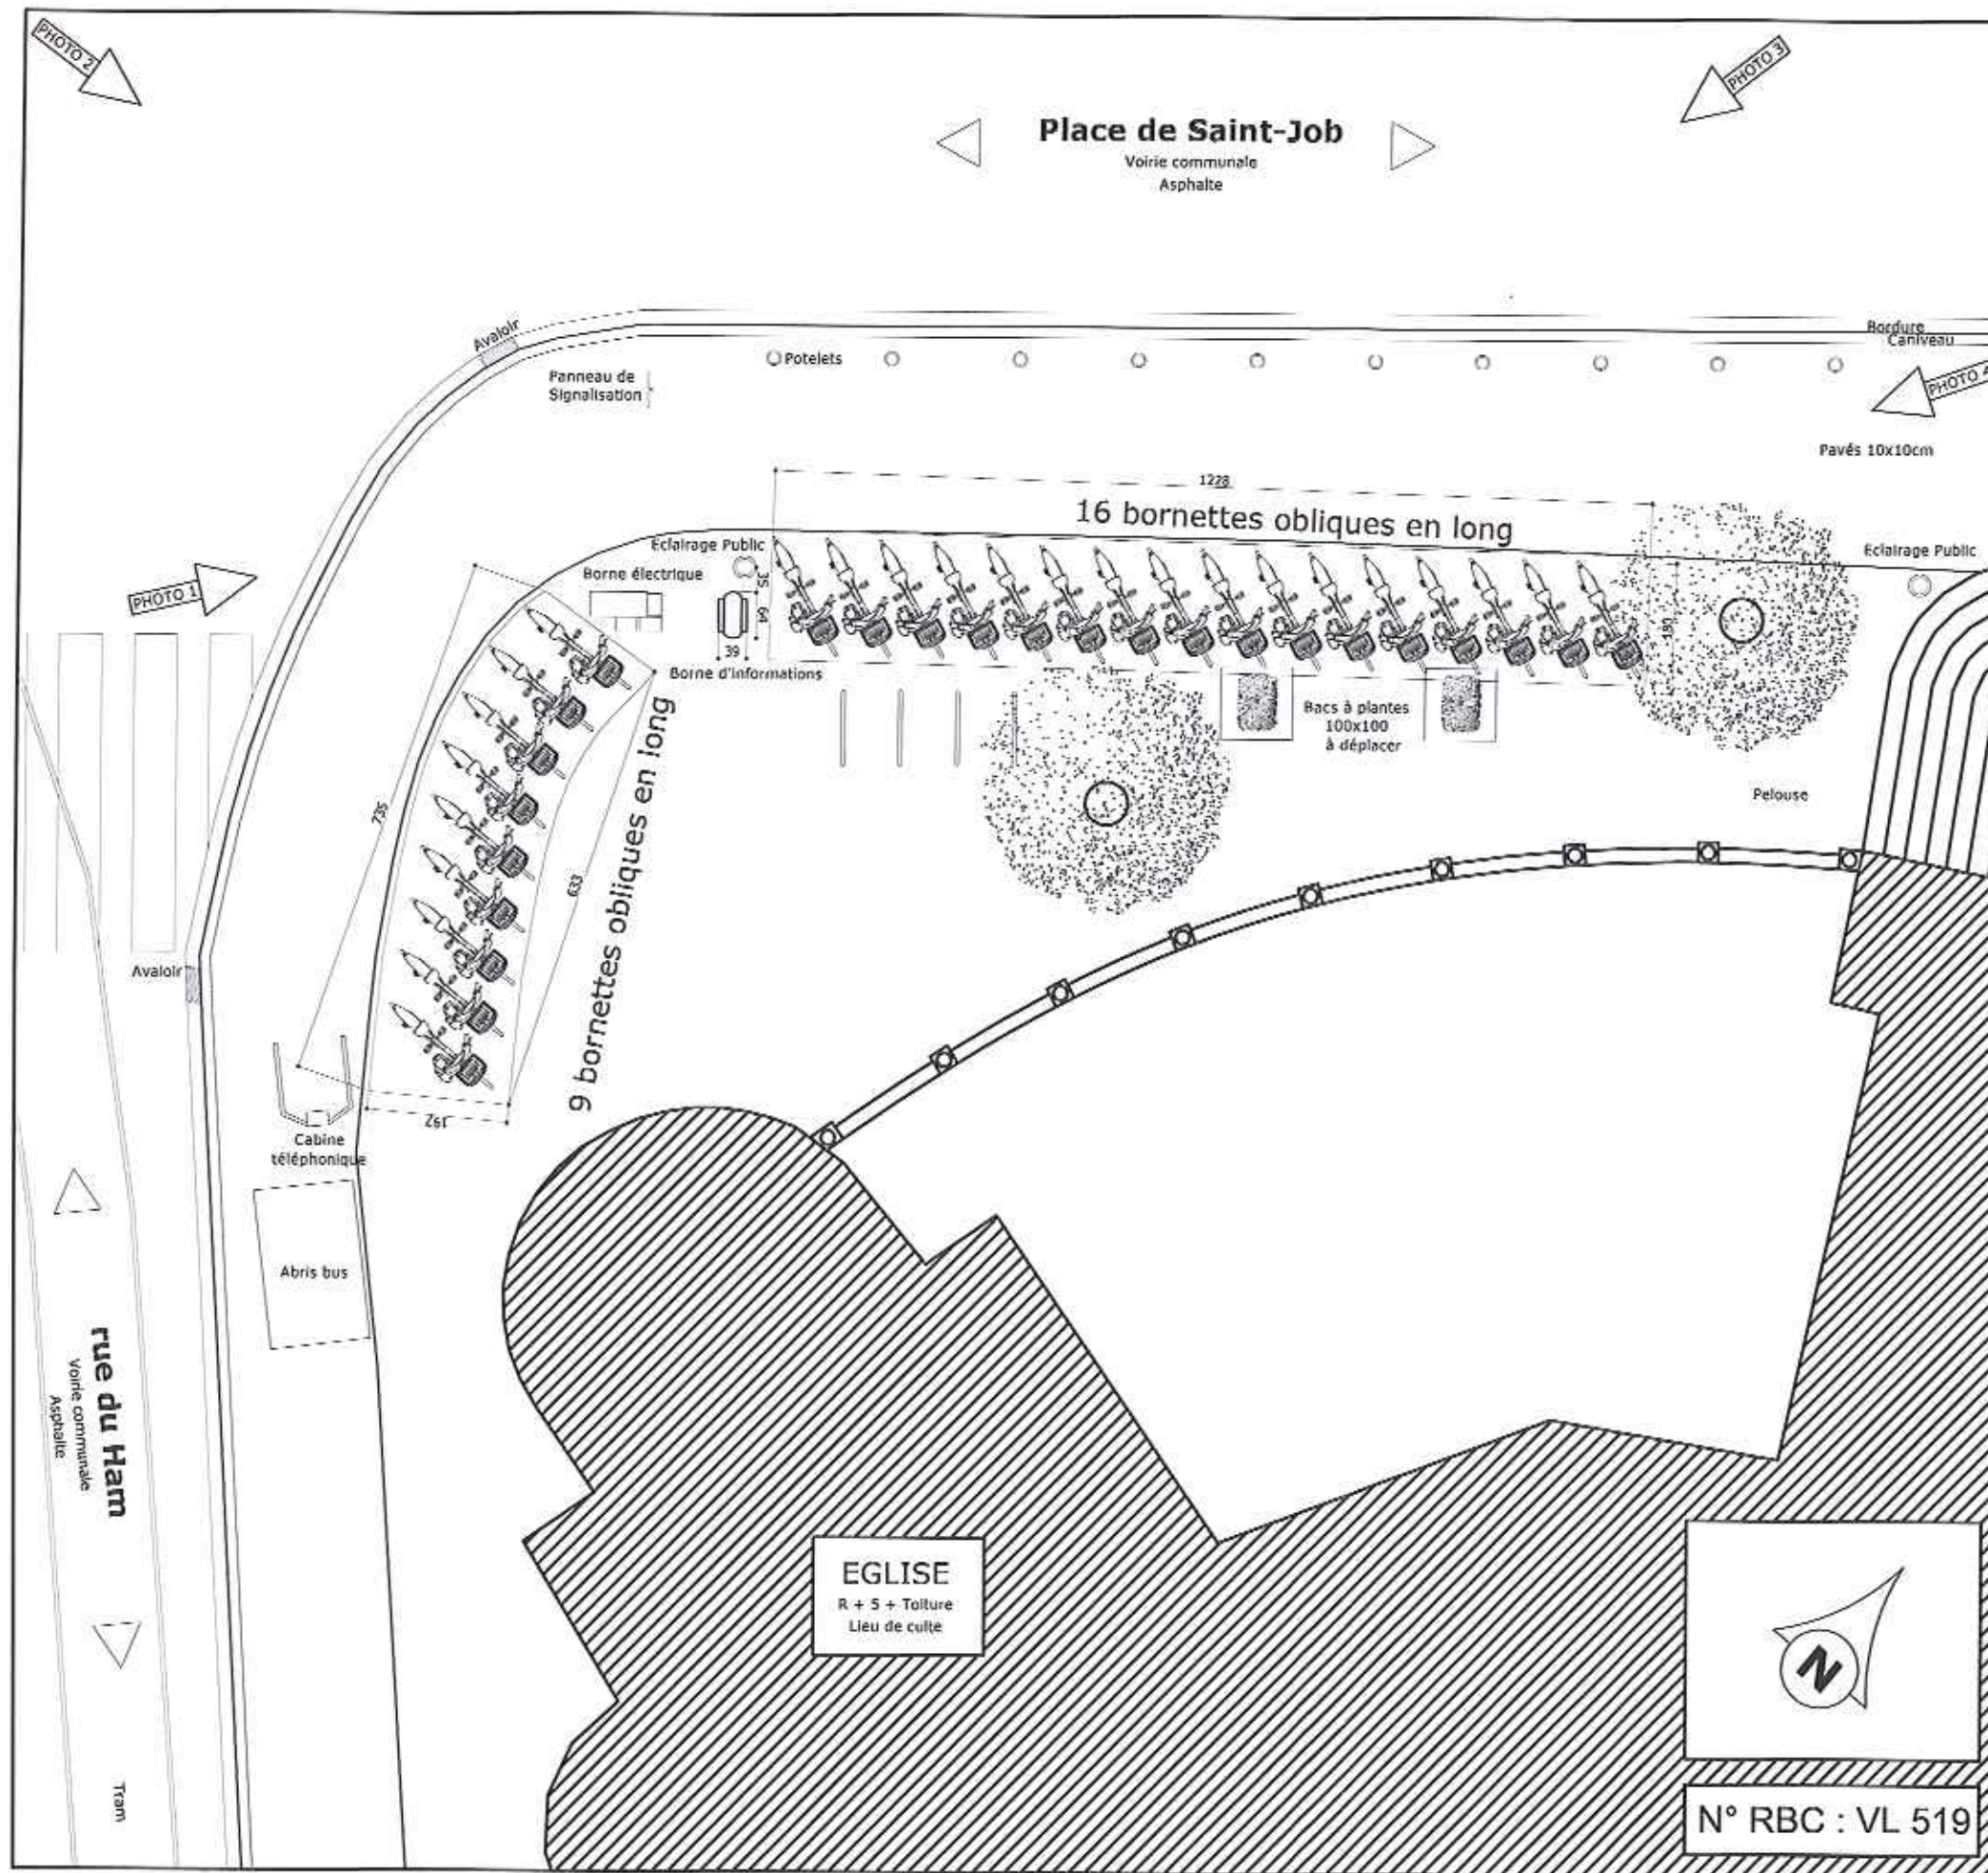 PHOTO 2
PHOTO 3
Place de Saint-Job
Voirie communale
Asphalte
Avaloir
Bordure
Caniveau
Potelets
Panneau de
Signalisation
PHOTO 4
Pavés 10x10cm
1228
16 bornettes obliques en long
Eclairage Public
Eclairage Public
Borne électrique
PHOTO 1
35
64
39
190
Borne d'informations
Bacs à plantes
100x100
à déplacer
Pelouse
735
633
9 bornettes obliques en long
Avaloir
192
Cabine
téléphonique
Abris bus
rue du Ham
Voirie communale
Asphalte
Tram
EGLISE
R + 5 + Toiture
Lieu de culte
N
N° RBC : VL 519